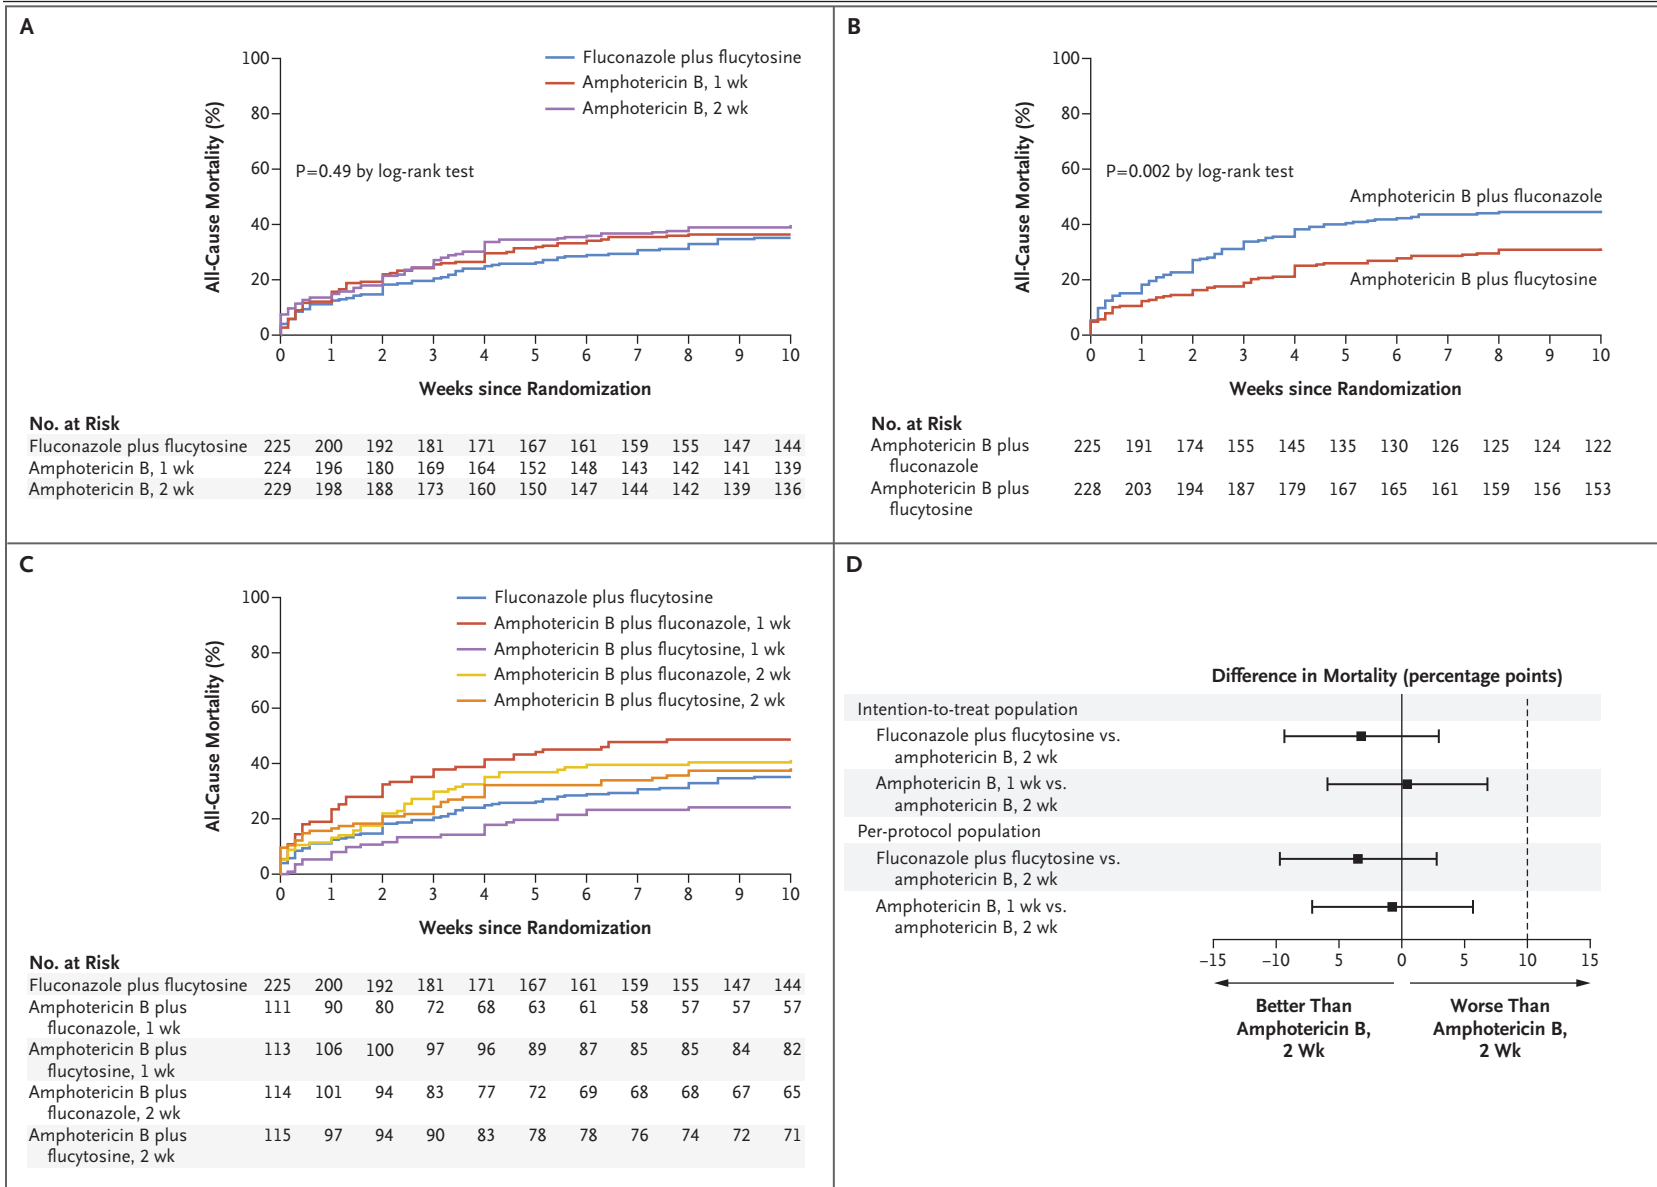 A
100
80
60
40
20
0
All-Cause Mortality (%)
Fluconazole plus flucytosine
Amphotericin B, 1 wk
Amphotericin B, 2 wk
P=0.49 by log-rank test
0 1 2 3 4 5 6 7 8 9 10
Weeks since Randomization
No. at Risk
Fluconazole plus flucytosine 225 200 192 181 171 167 161 159 155 147 144
Amphotericin B, 1 wk 224 196 180 169 164 152 148 143 142 141 139
Amphotericin B, 2 wk 229 198 188 173 160 150 147 144 142 139 136
B
100
80
60
40
20
0
All-Cause Mortality (%)
P=0.002 by log-rank test
Amphotericin B plus fluconazole
Amphotericin B plus flucytosine
0 1 2 3 4 5 6 7 8 9 10
Weeks since Randomization
No. at Risk
Amphotericin B plus 225 191 174 155 145 135 130 126 125 124 122
fluconazole
Amphotericin B plus 228 203 194 187 179 167 165 161 159 156 153
flucytosine
C
100
80
60
40
20
0
All-Cause Mortality (%)
Fluconazole plus flucytosine
Amphotericin B plus fluconazole, 1 wk
Amphotericin B plus flucytosine, 1 wk
Amphotericin B plus fluconazole, 2 wk
Amphotericin B plus flucytosine, 2 wk
0 1 2 3 4 5 6 7 8 9 10
Weeks since Randomization
No. at Risk
Fluconazole plus flucytosine 225 200 192 181 171 167 161 159 155 147 144
Amphotericin B plus 111 90 80 72 68 63 61 58 57 57 57
fluconazole, 1 wk
Amphotericin B plus 113 106 100 97 96 89 87 85 85 84 82
flucytosine, 1 wk
Amphotericin B plus 114 101 94 83 77 72 69 68 68 67 65
fluconazole, 2 wk
Amphotericin B plus 115 97 94 90 83 78 78 76 74 72 71
flucytosine, 2 wk
D
Difference in Mortality (percentage points)
Intention-to-treat population
Fluconazole plus flucytosine vs.
amphotericin B, 2 wk
Amphotericin B, 1 wk vs.
amphotericin B, 2 wk
Per-protocol population
Fluconazole plus flucytosine vs.
amphotericin B, 2 wk
Amphotericin B, 1 wk vs.
amphotericin B, 2 wk
−15 −10 5 0 5 10 15
Better Than
Amphotericin B,
2 Wk
Worse Than
Amphotericin B,
2 Wk